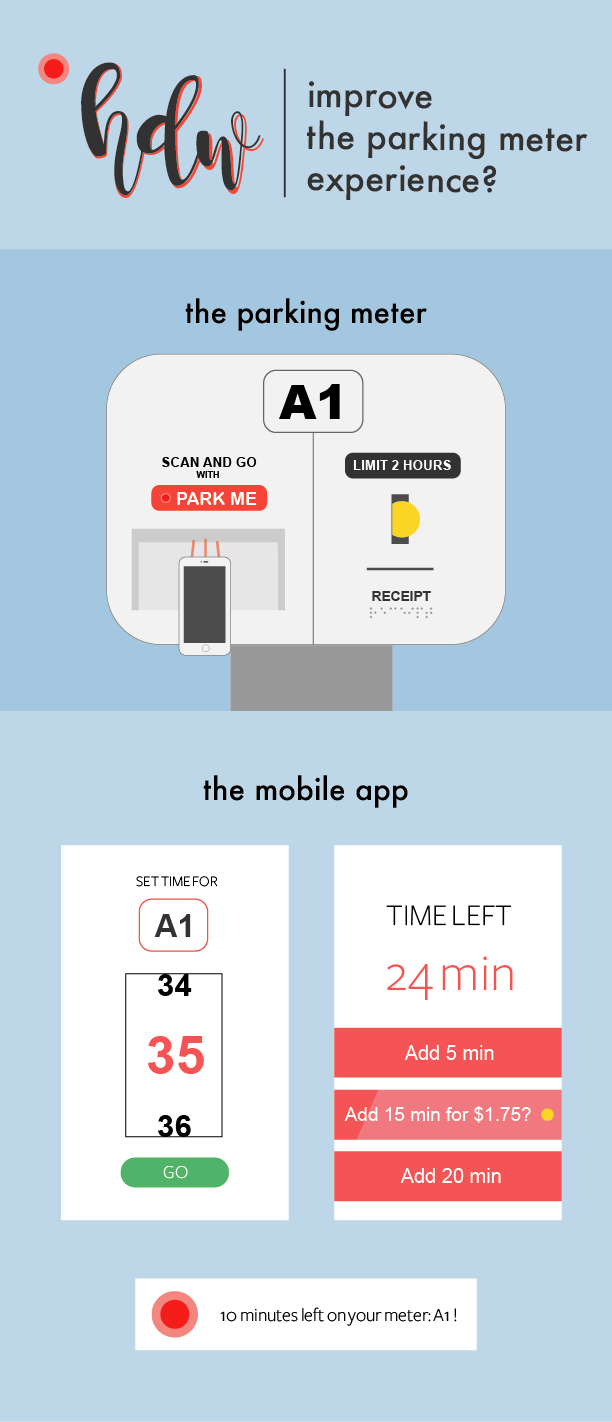 hdw
improve
the parking meter
experience?
the parking meter
A1
SCAN AND GO
WITH
PARK ME
LIMIT 2 HOURS
RECEIPT
the mobile app
SET TIME FOR
A1
34
35
36
GO
TIME LEFT
24 min
Add 5 min
Add 15 min for $1.75?
Add 20 min
10 minutes left on your meter: A1 !